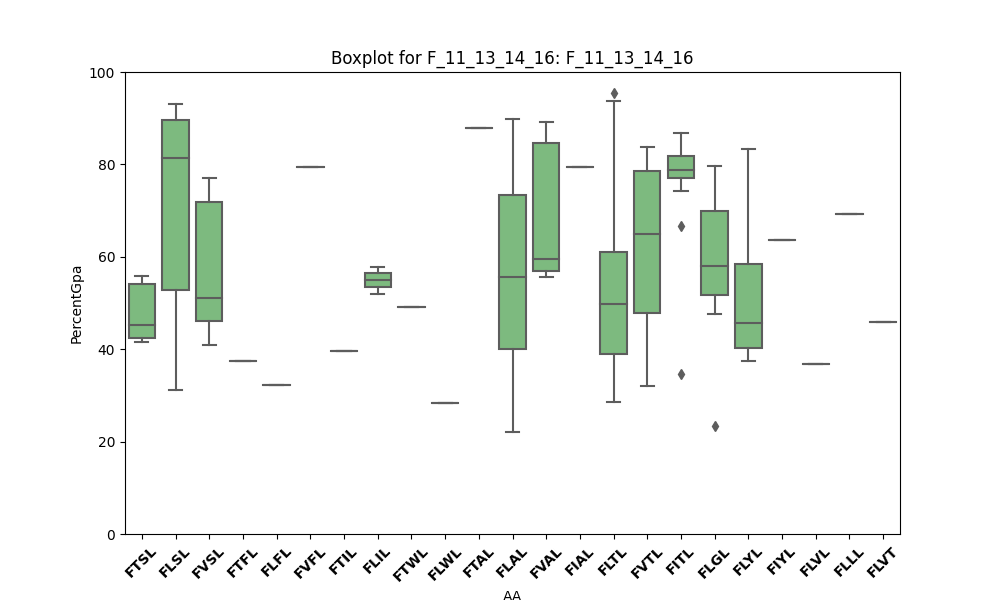 Boxplot for F_11_13_14_16: F_11_13_14_16
PercentGpa
100
80
60
40
20
0
FTSL FLSL FVSL FTFL FLFL FVFL FTIL FLIL FTWL FLWL FTAL FLAL FVAL FIAL FLTL FVTL FITL FLGL FLYL FIYL FLVL FLLL FLVT
AA